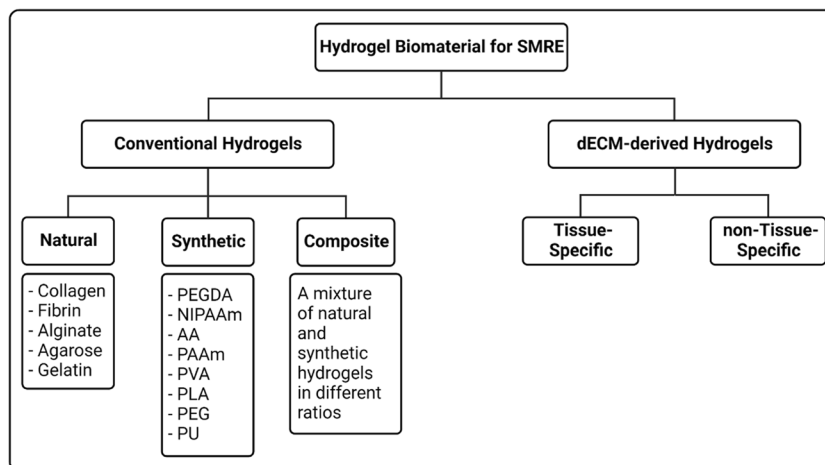 Hydrogel Biomaterial for SMRE
Conventional Hydrogels
dECM-derived Hydrogels
Natural
Synthetic
Composite
Tissue-
Specific
non-Tissue-
Specific
- Collagen
- Fibrin
- Alginate
- Agarose
- Gelatin
- PEGDA
- NIPAAm
- AA
- PAAm
- PVA
- PLA
- PEG
- PU
A mixture
of natural
and
synthetic
hydrogels
in different
ratios